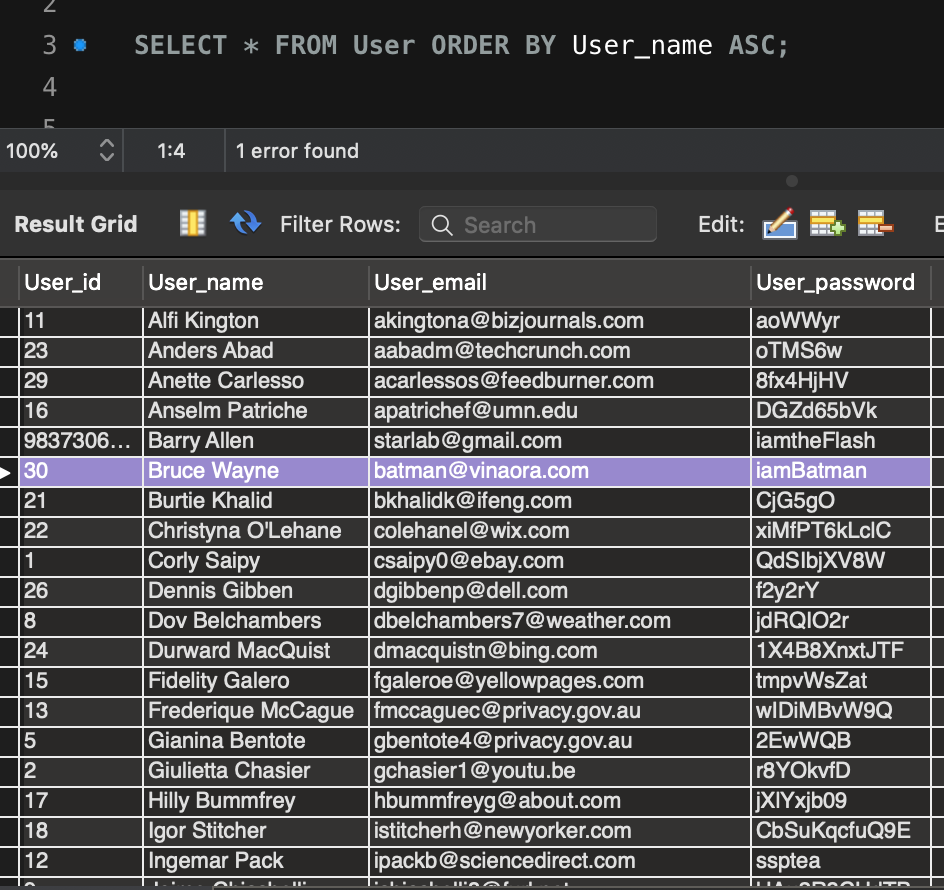 2
3 SELECT * FROM User ORDER BY User_name ASC;
4
5
100% 1:4 1 error found
Result Grid Filter Rows: Search Edit: E
User_id User_name User_email User_password
11 Alfi Kington akingtona@bizjournals.com aoWWyr
23 Anders Abad aabadm@techcrunch.com oTMS6w
29 Anette Carlesso acarlessos@feedburner.com 8fx4HjHV
16 Anselm Patriche apatrichef@umn.edu DGZd65bVk
9837306... Barry Allen starlab@gmail.com iamtheFlash
30 Bruce Wayne batman@vinaora.com iamBatman
21 Burtie Khalid bkhalidk@ifeng.com CjG5gO
22 Christyna O'Lehane colehanel@wix.com xiMfPT6kLclC
1 Corly Saipy csaipy0@ebay.com QdSIbjXV8W
26 Dennis Gibben dgibbenp@dell.com f2y2rY
8 Dov Belchambers dbelchambers7@weather.com jdRQIO2r
24 Durward MacQuist dmacquistn@bing.com 1X4B8XnxtJTF
15 Fidelity Galero fgaleroe@yellowpages.com tmpvWsZat
13 Frederique McCague fmccaguec@privacy.gov.au wIDiMBvW9Q
5 Gianina Bentote gbentote4@privacy.gov.au 2EwWQB
2 Giulietta Chasier gchasier1@youtu.be r8YOkvfD
17 Hilly Bummfrey hbummfreyg@about.com jXlYxjb09
18 Igor Stitcher istitcherh@newyorker.com CbSuKqcfuQ9E
12 Ingemar Pack ipackb@sciencedirect.com ssptea